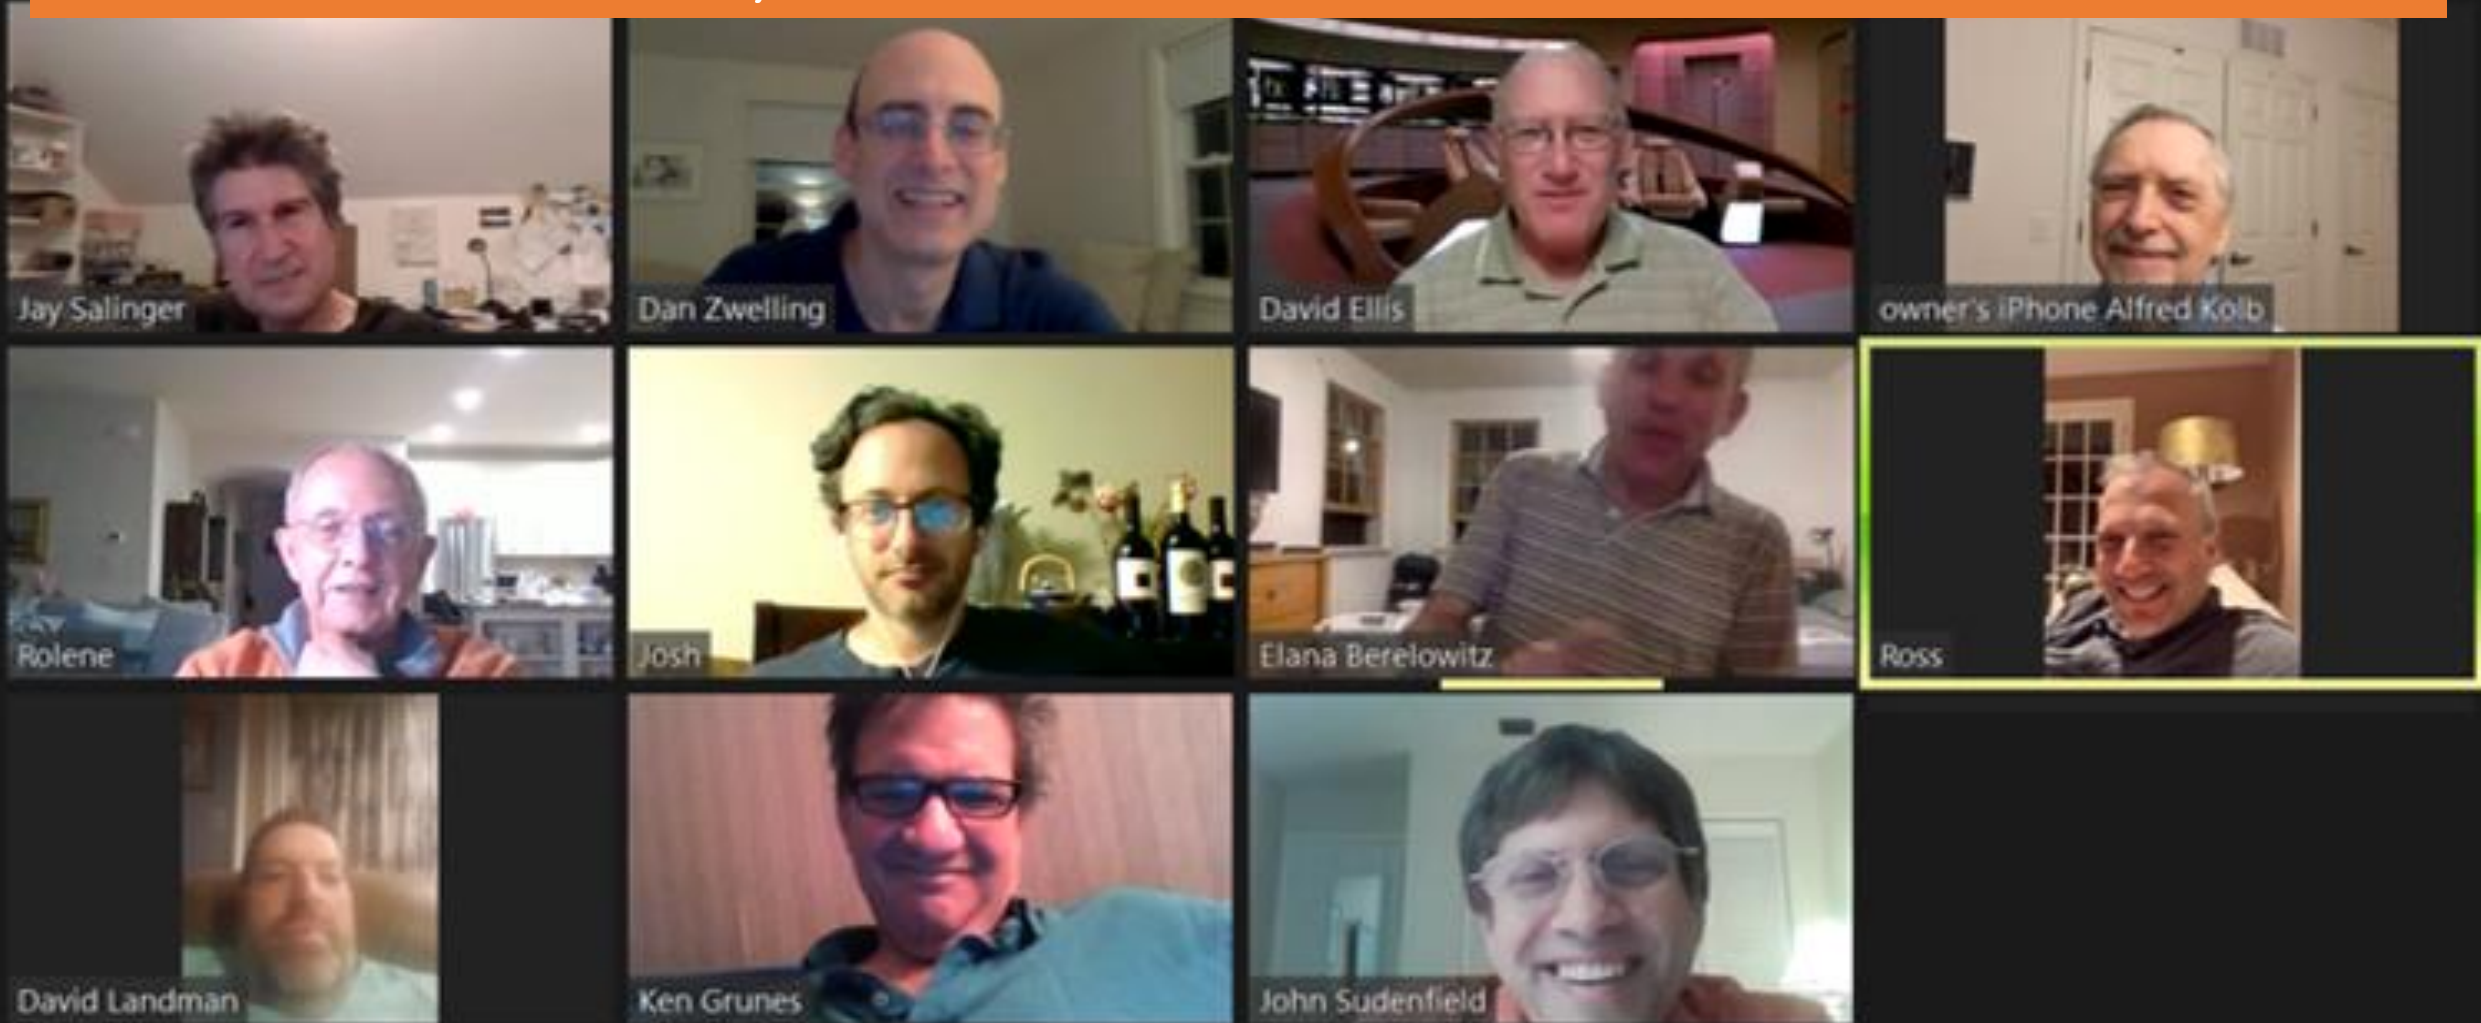 Jay Salinger
Dan Zwelling
David Ellis
owner's iPhone Alfred Kolb
Rolene
Josh
Elana Berelowitz
Ross
David Landman
Ken Grunes
John Sudenfield